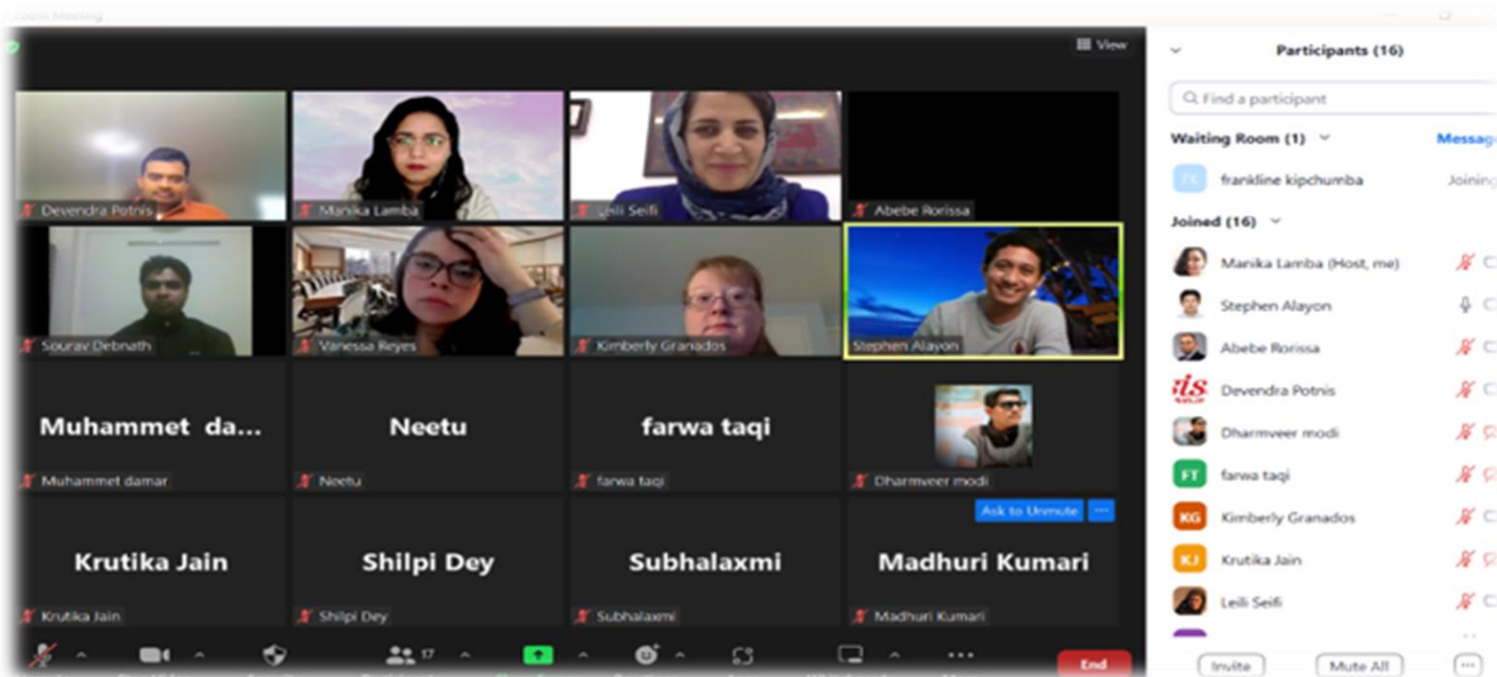 Zoom Meeting
View
Devendra Potnis
Manika Lamba
Leili Seifi
Abebe Rorissa
Sourav Debnath
Vanessa Reyes
Kimberly Granados
Stephen Alayon
Muhammet da...
Muhammet damar
Neetu
Neetu
farwa taqi
farwa taqi
Dharmveer modi
Krutika Jain
Krutika Jain
Shilpi Dey
Shilpi Dey
Subhalaxmi
Subhalaxmi
Ask to Unmute ...
Madhuri Kumari
Madhuri Kumari
17
End
Participants (16)
Find a participant
Waiting Room (1)
Messag
FK
frankline kipchumba
Joining
Joined (16)
Manika Lamba (Host, me)
Stephen Alayon
Abebe Rorissa
sis
Devendra Potnis
Dharmveer modi
FT
farwa taqi
KG
Kimberly Granados
KJ
Krutika Jain
Leili Seifi
Invite
Mute All
...